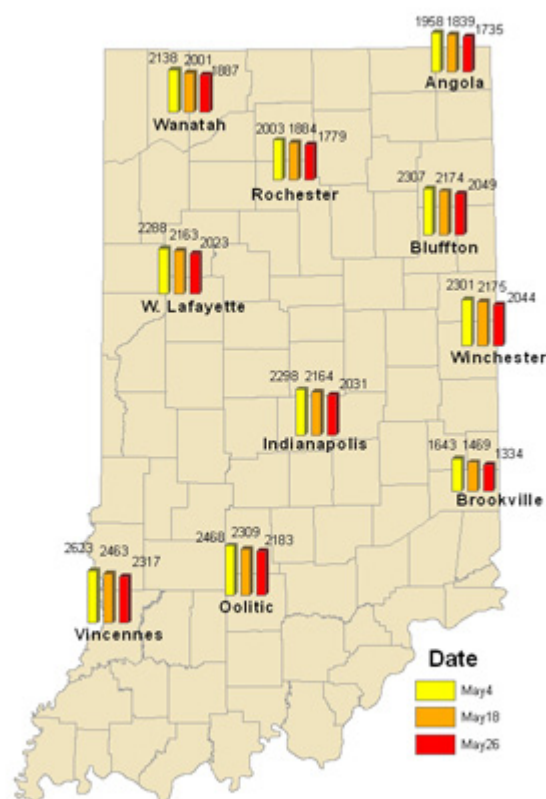 1958 1839 1735
Angola
2138 2001 1887
Wanatah
2003 1884 1779
Rochester
2307 2174 2049
Bluffton
2288 2163 2023
W. Lafayette
2301 2175 2044
Winchester
2298 2164 2031
Indianapolis
1643 1469 1334
Brookville
2468 2309 2183
Oolitic
2623 2463 2317
Vincennes
Date
May4
May18
May26